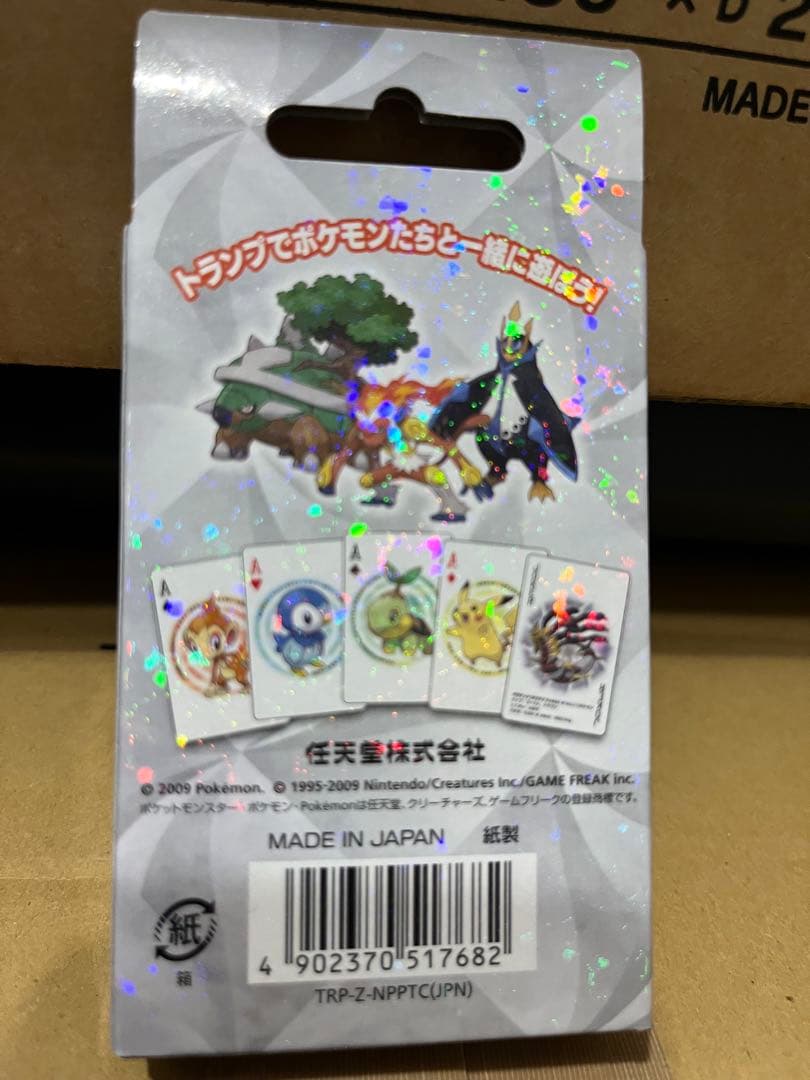 × D 2
MADE
トランプでポケモンたちと一緒に遊ぼう!
A
A
A
A
任天堂株式会社
© 2009 Pokémon. © 1995-2009 Nintendo/Creatures Inc./GAME FREAK inc.
ポケットモンスター・ポケモン・Pokémonは任天堂、クリーチャーズ、ゲームフリークの登録商標です。
MADE IN JAPAN 紙製
紙
箱
4 902370 517682
TRP-Z-NPPTC(JPN)